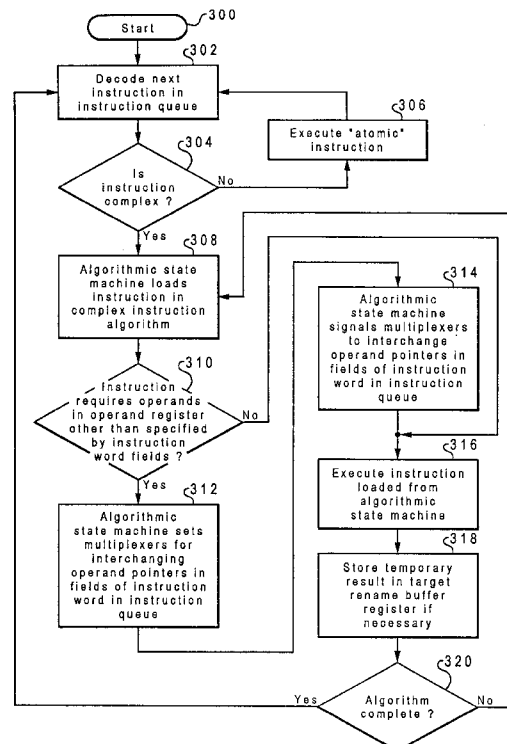 300
Start
302
Decode next
instruction in
instruction queue
306
Execute "atomic"
instruction
304
Is
instruction
complex ?
No
Yes
308
Algorithmic state
machine loads
instruction in
complex instruction
algorithm
310
Instruction
requires operands
in operand register
other than specified
by instruction
word fields ?
No
Yes
312
Algorithmic
state machine sets
multiplexers for
interchanging
operand pointers in
fields of instruction
word in instruction
queue
314
Algorithmic
state machine
signals multiplexers
to interchange
operand pointers in
fields of instruction
word in instruction
queue
316
Execute instruction
loaded from
algorithmic
state machine
318
Store temporary
result in target
rename buffer
register if
necessary
320
Algorithm
complete ?
Yes
No